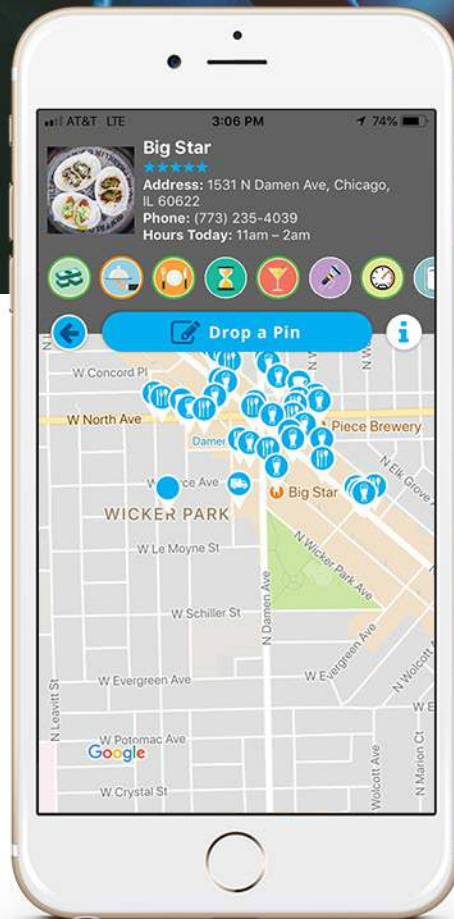 AT&T LTE 3:06 PM 74%
Big Star
Address: 1531 N Damen Ave, Chicago,
IL 60622
Phone: (773) 235-4039
Hours Today: 11am – 2am
Drop a Pin
i
W Concord Pl
W North Ave
Piece Brewery
Damen
rce Ave
Big Star
N Elk Grove
WICKER PARK
W Le Moyne St
N Wicker Park Ave
W Schiller St
N Damen Ave
W Evergreen Ave
W Evergreen Ave
N Wolcott
N Leavitt St
W E
W Potomac Ave
Google
W Crystal St
Wolcott Ave
N Marion Ct